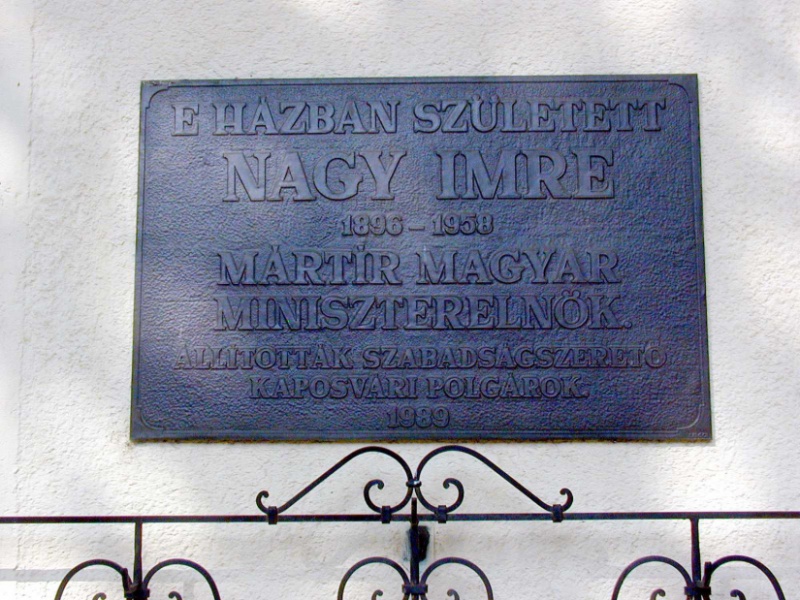 E HÁZBAN SZÜLETETT
NAGY IMRE
1896 – 1958
MÁRTÍR MAGYAR
MINISZTERELNÖK.
ÁLLÍTOTTÁK SZABADSÁGSZERETŐ
KAPOSVÁRI POLGÁROK.
1989